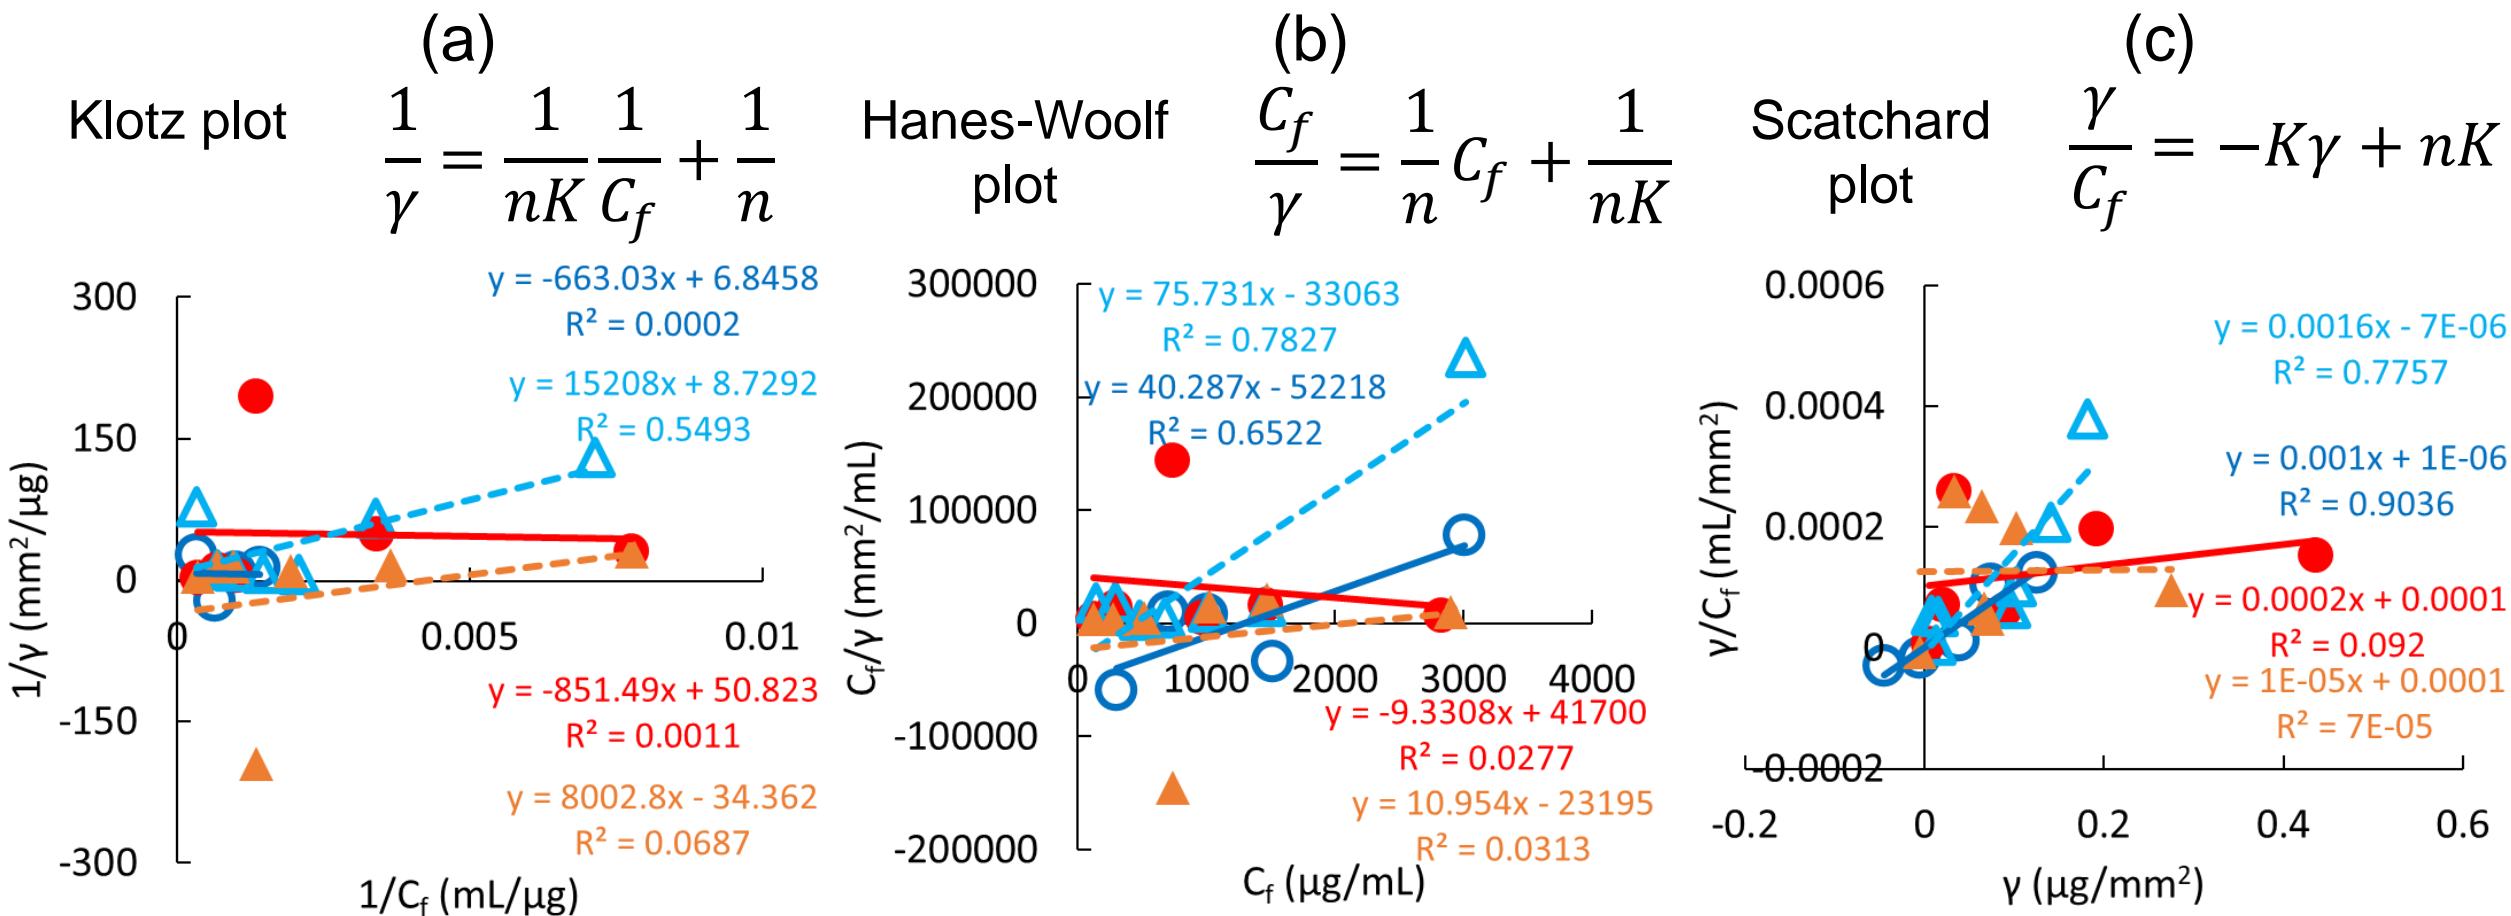 (a)
Klotz plot
1/γ = 1/nK 1/C_f + 1/n
y = -663.03x + 6.8458
R² = 0.0002
y = 15208x + 8.7292
R² = 0.5493
300
150
0
-150
-300
0 0.005 0.01
y = -851.49x + 50.823
R² = 0.0011
y = 8002.8x - 34.362
R² = 0.0687
1/γ (mm²/μg)
1/C_f (mL/μg)
(b)
Hanes-Woolf
plot
C_f/γ = 1/n C_f + 1/nK
y = 75.731x - 33063
R² = 0.7827
y = 40.287x - 52218
R² = 0.6522
300000
200000
100000
0
-100000
-200000
0 1000 2000 3000 4000
y = -9.3308x + 41700
R² = 0.0277
y = 10.954x - 23195
R² = 0.0313
C_f/γ (mm²/mL)
C_f (μg/mL)
(c)
Scatchard
plot
γ/C_f = −Kγ + nK
0.0006
0.0004
0.0002
0
-0.0002
y = 0.0016x - 7E-06
R² = 0.7757
y = 0.001x + 1E-06
R² = 0.9036
y = 0.0002x + 0.0001
R² = 0.092
y = 1E-05x + 0.0001
R² = 7E-05
-0.2 0 0.2 0.4 0.6
γ/C_f (mL/mm²)
γ (μg/mm²)